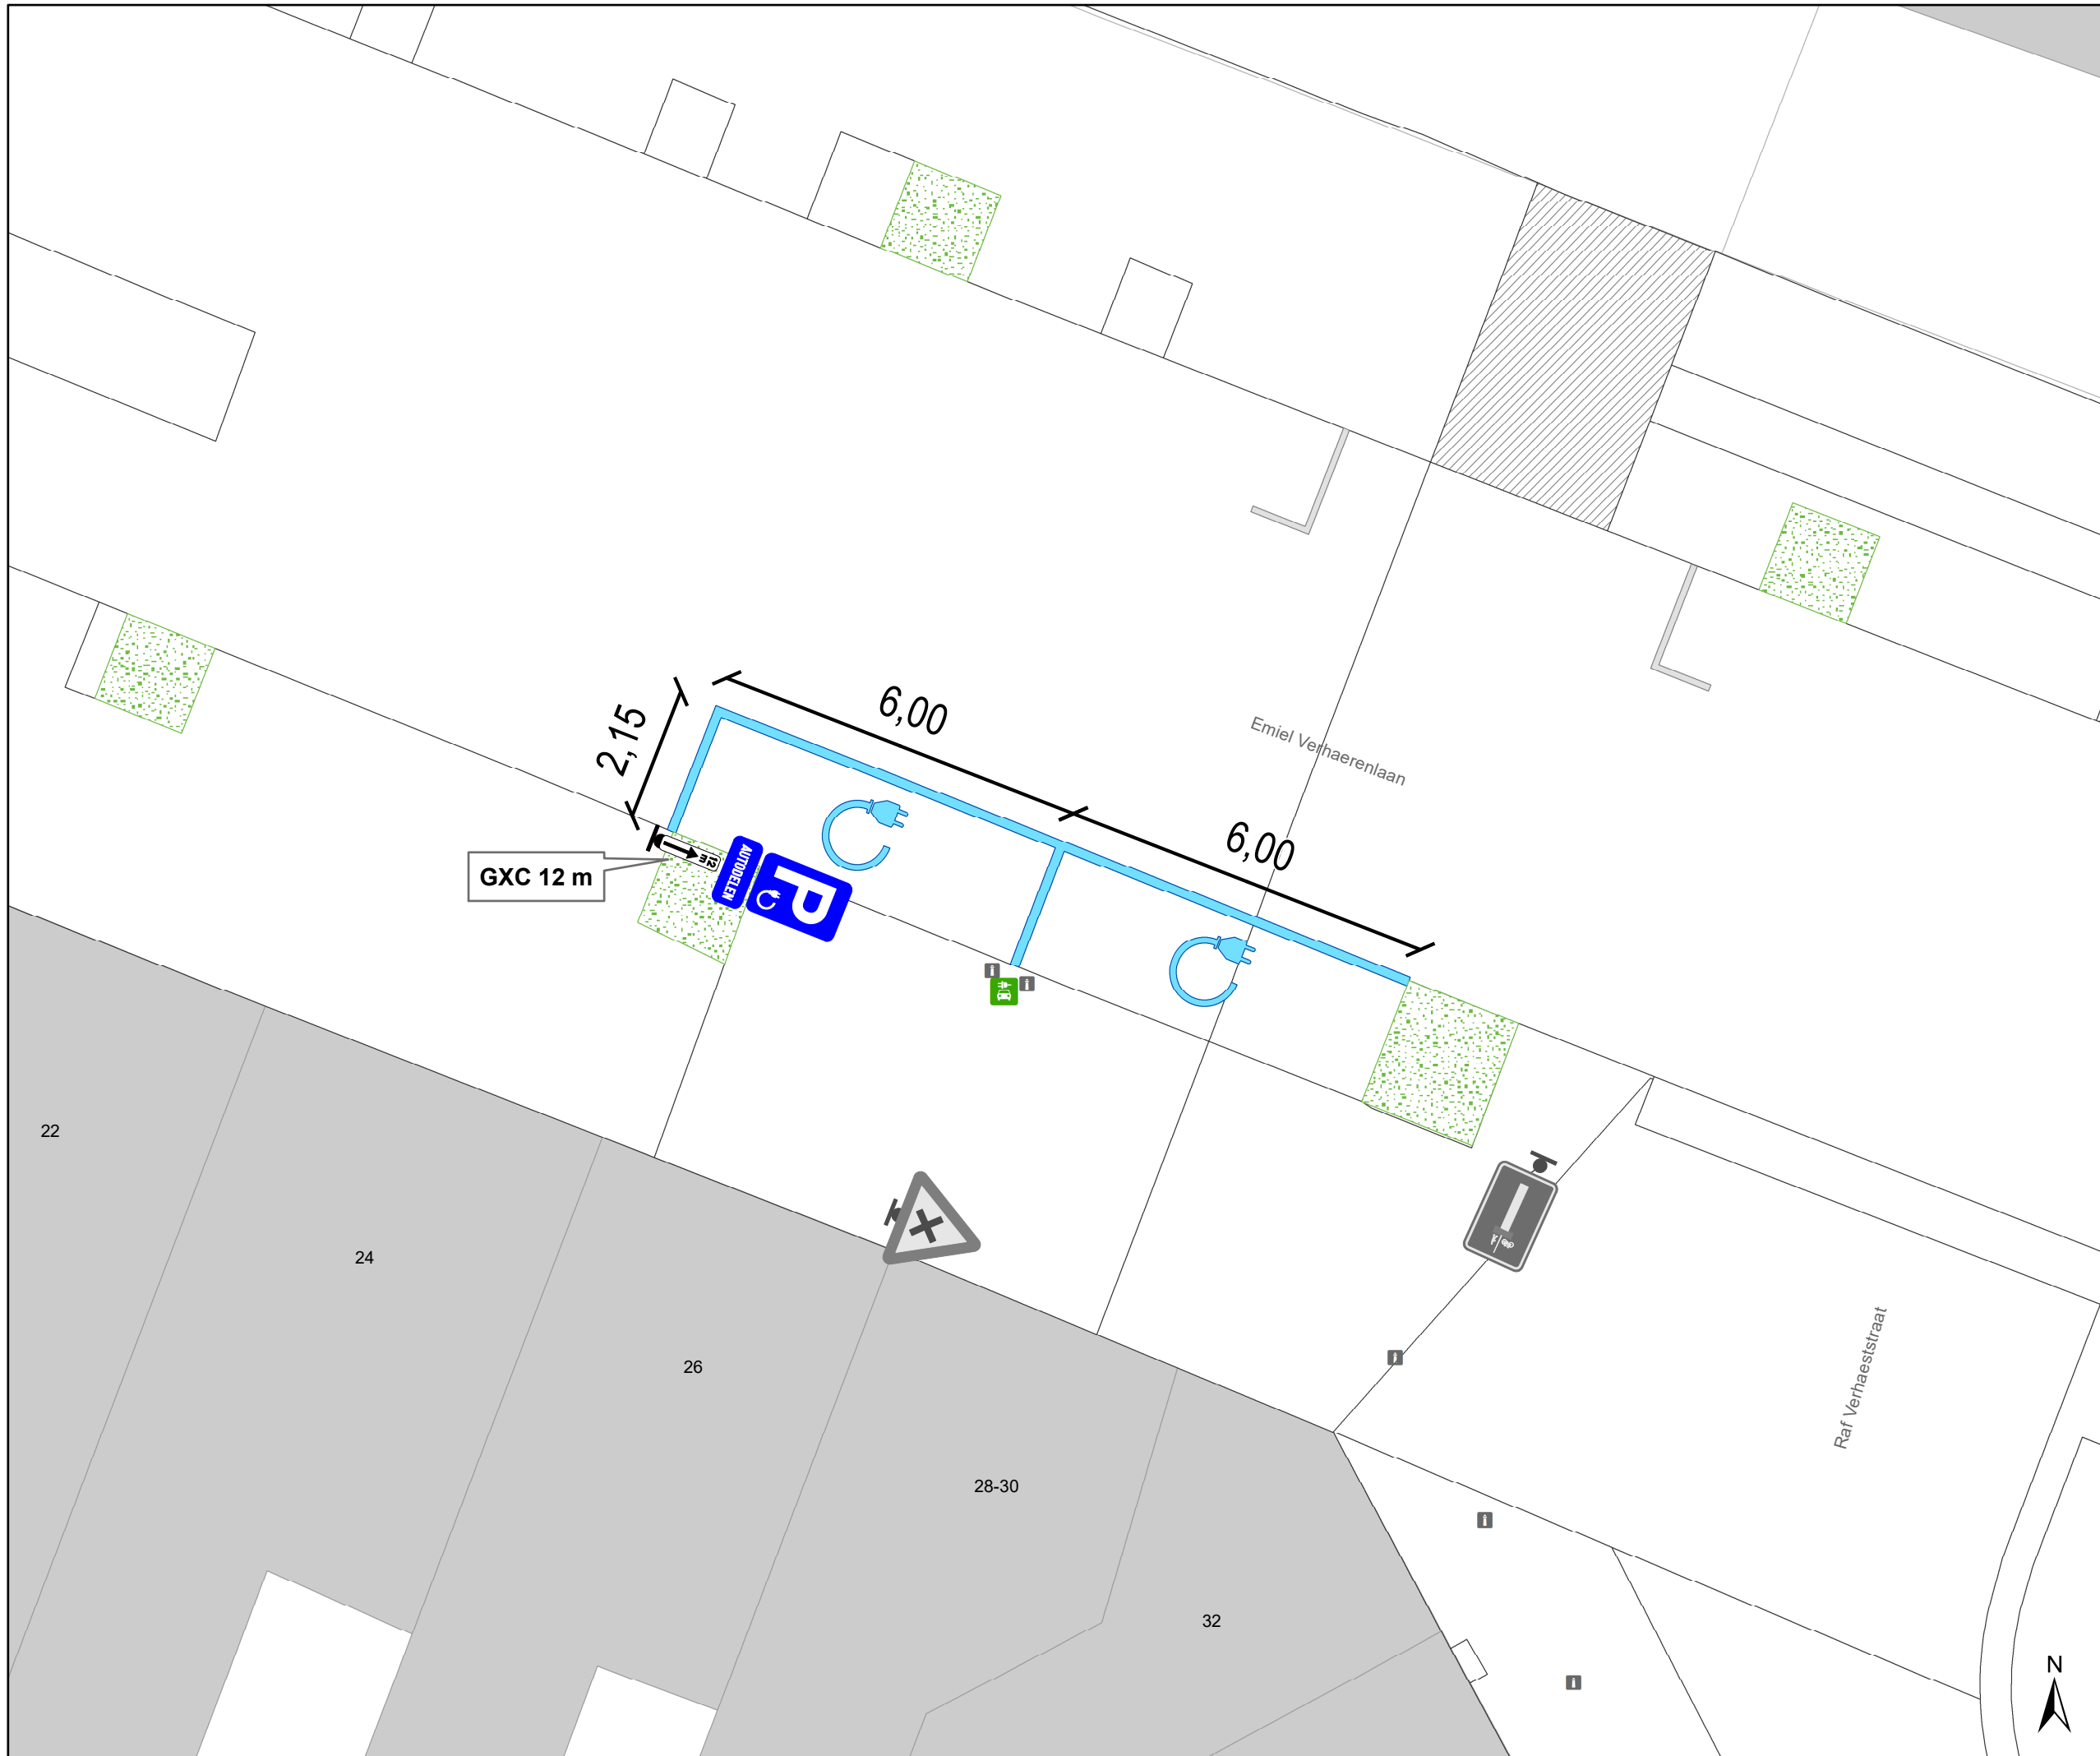 6,00
2,15
Emiel Verhaerenlaan
6,00
12 m
GXC 12 m
AUTODELEN
P
22
24
26
28-30
32
Raf Verhaeststraat
N